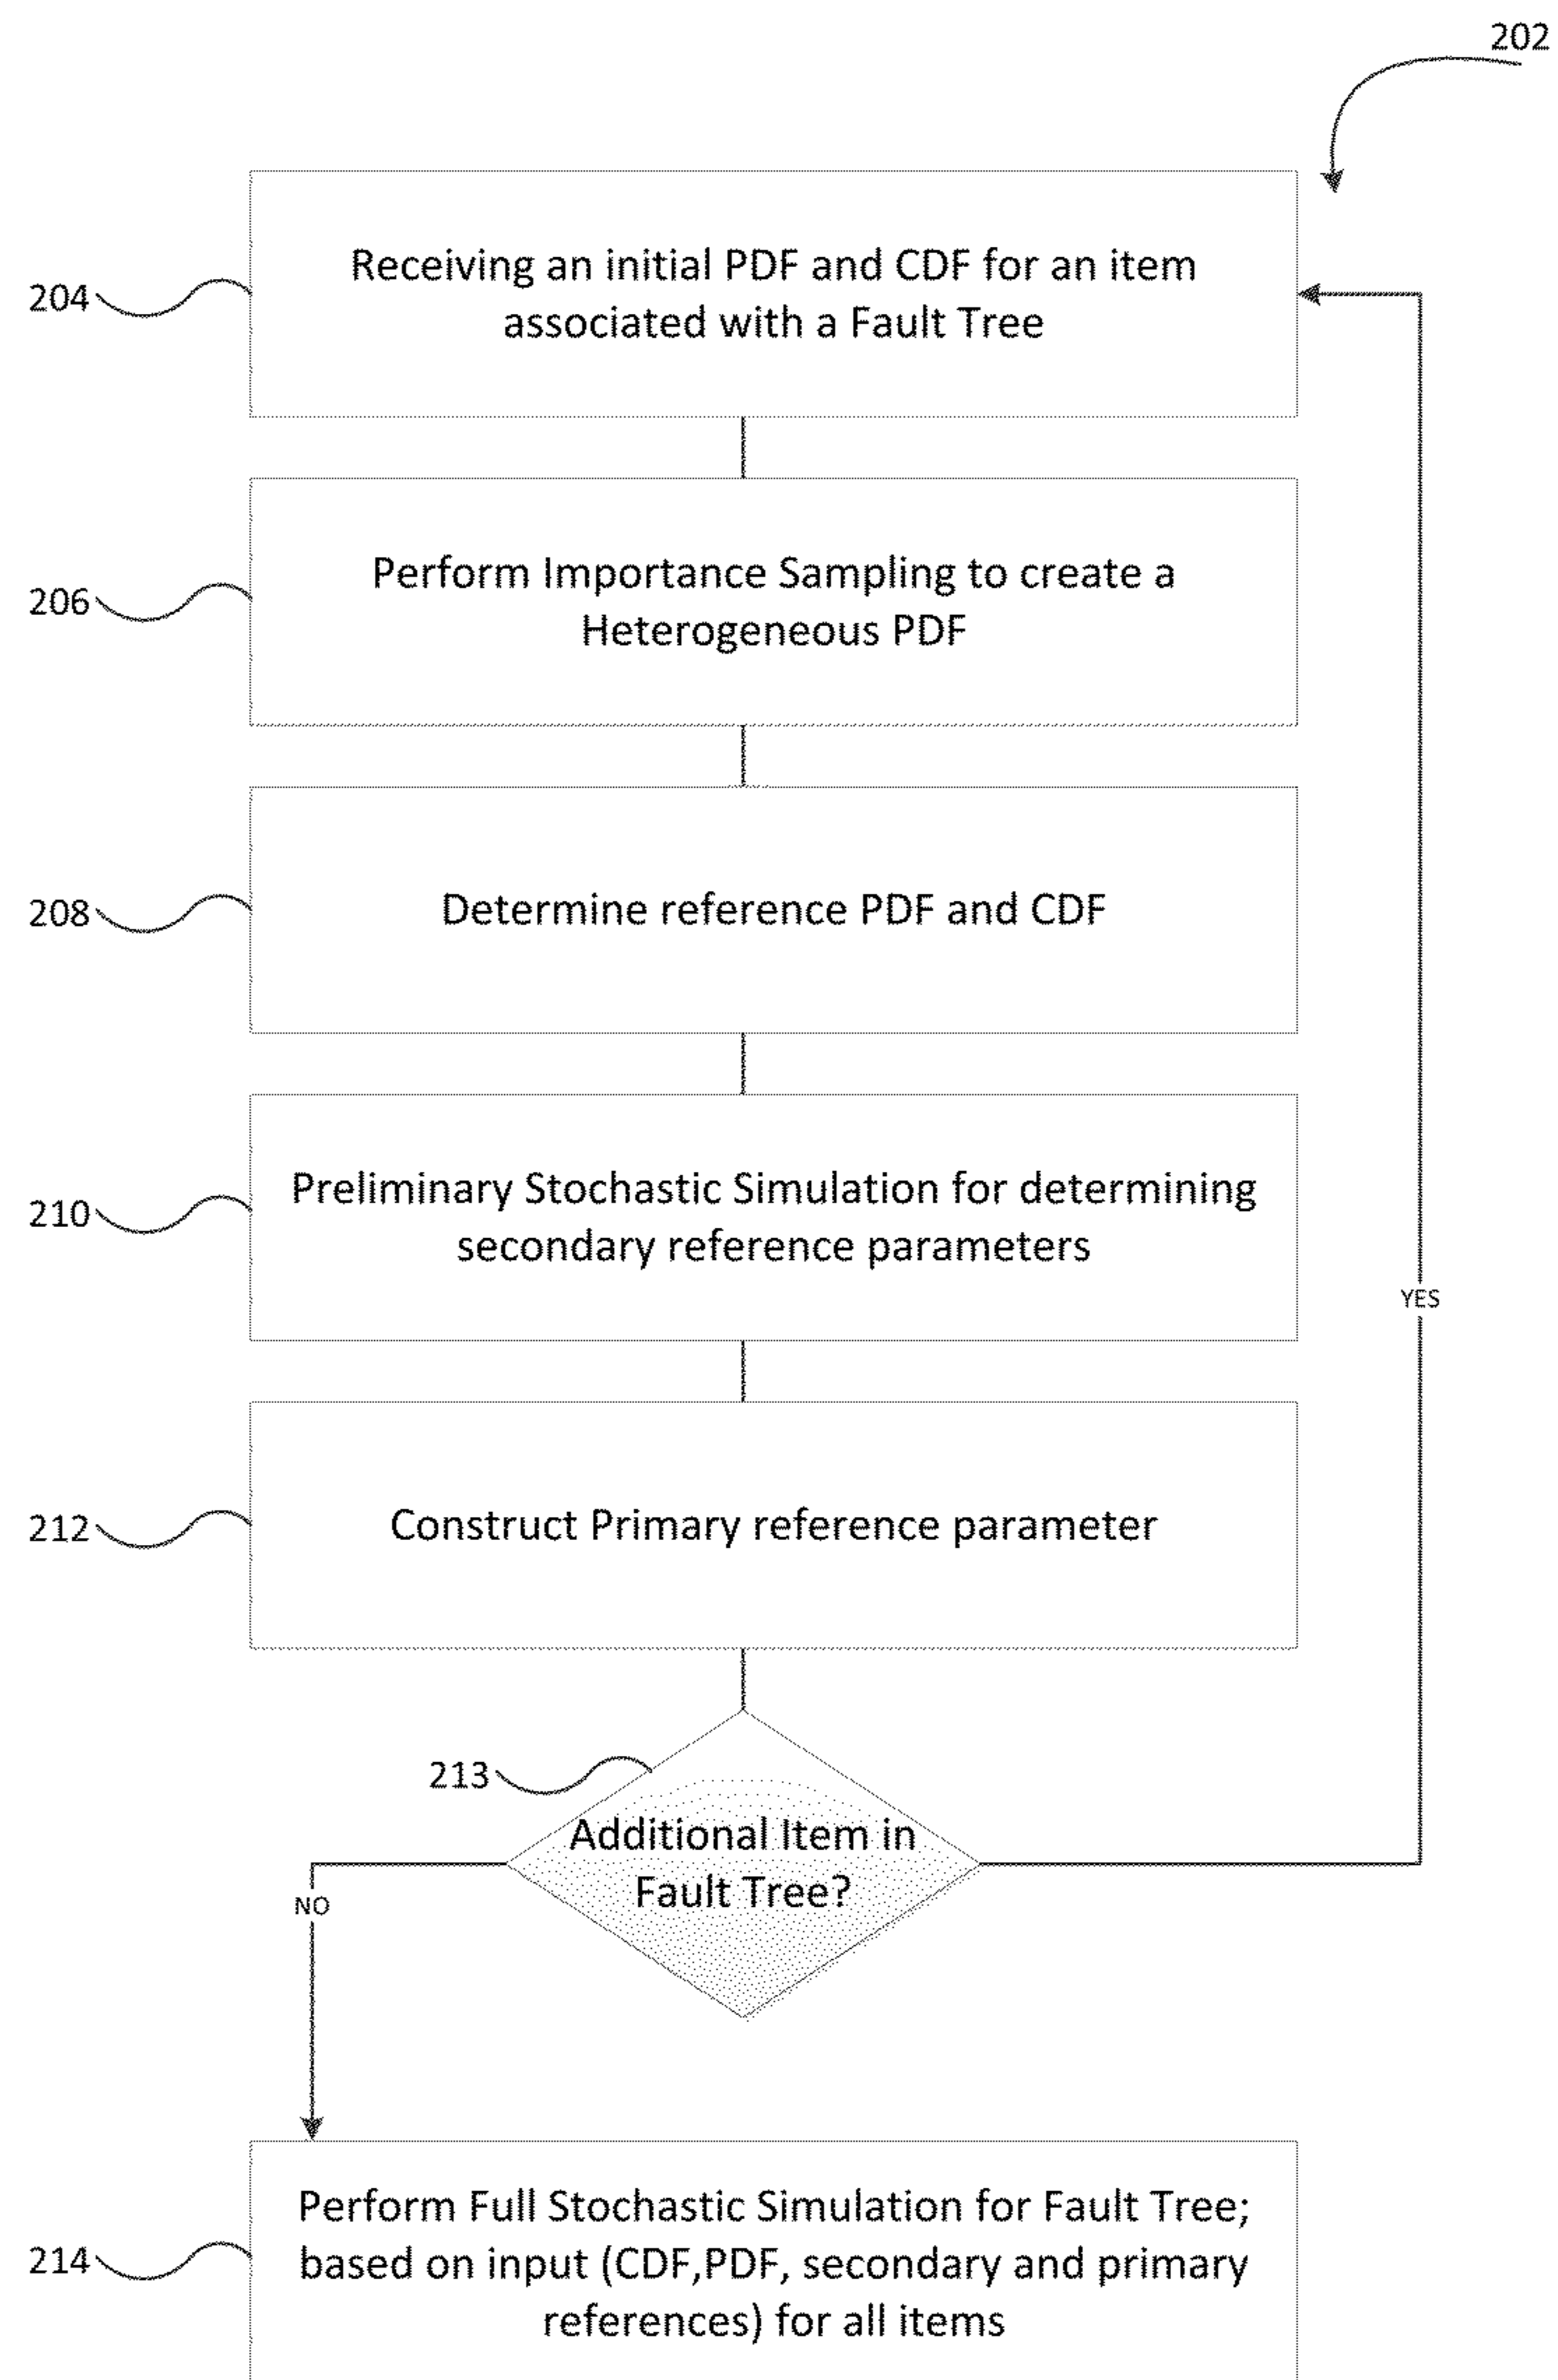 202
Receiving an initial PDF and CDF for an item
associated with a Fault Tree
204
Perform Importance Sampling to create a
Heterogeneous PDF
206
Determine reference PDF and CDF
208
Preliminary Stochastic Simulation for determining
secondary reference parameters
210
YES
Construct Primary reference parameter
212
213
Additional Item in
Fault Tree?
NO
Perform Full Stochastic Simulation for Fault Tree;
based on input (CDF,PDF, secondary and primary
references) for all items
214